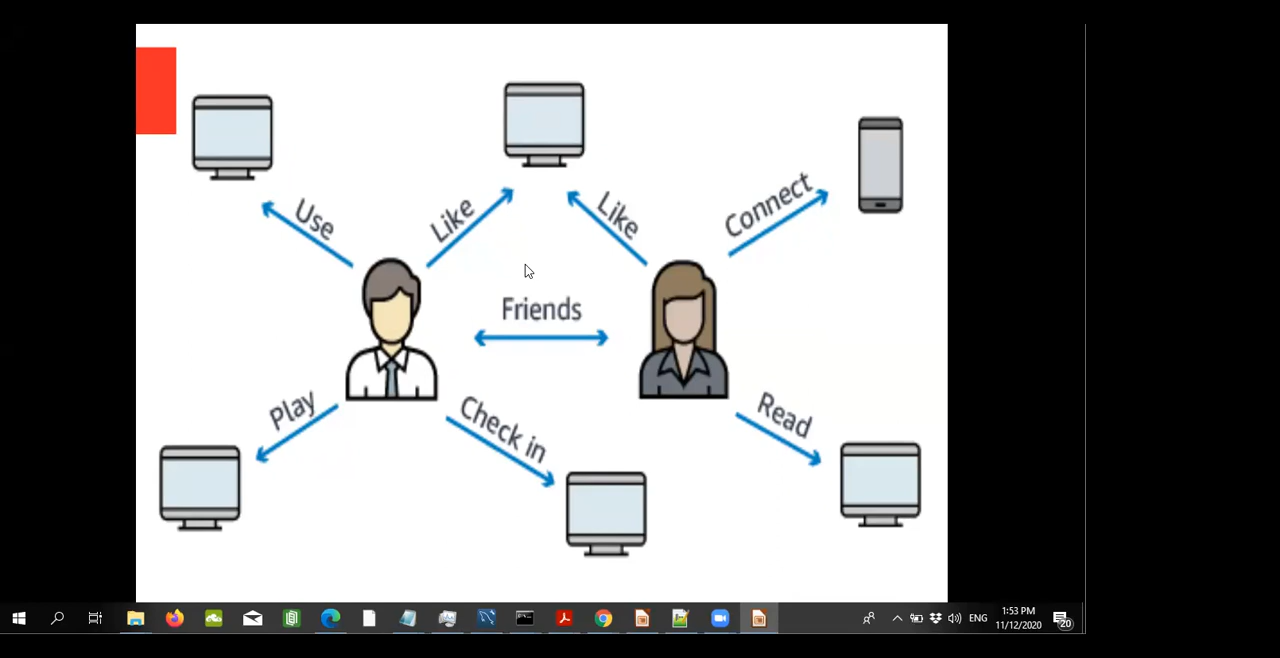 Use
Like
Like
Connect
Friends
Play
Check in
Read
1:53 PM
ENG
11/12/2020
20